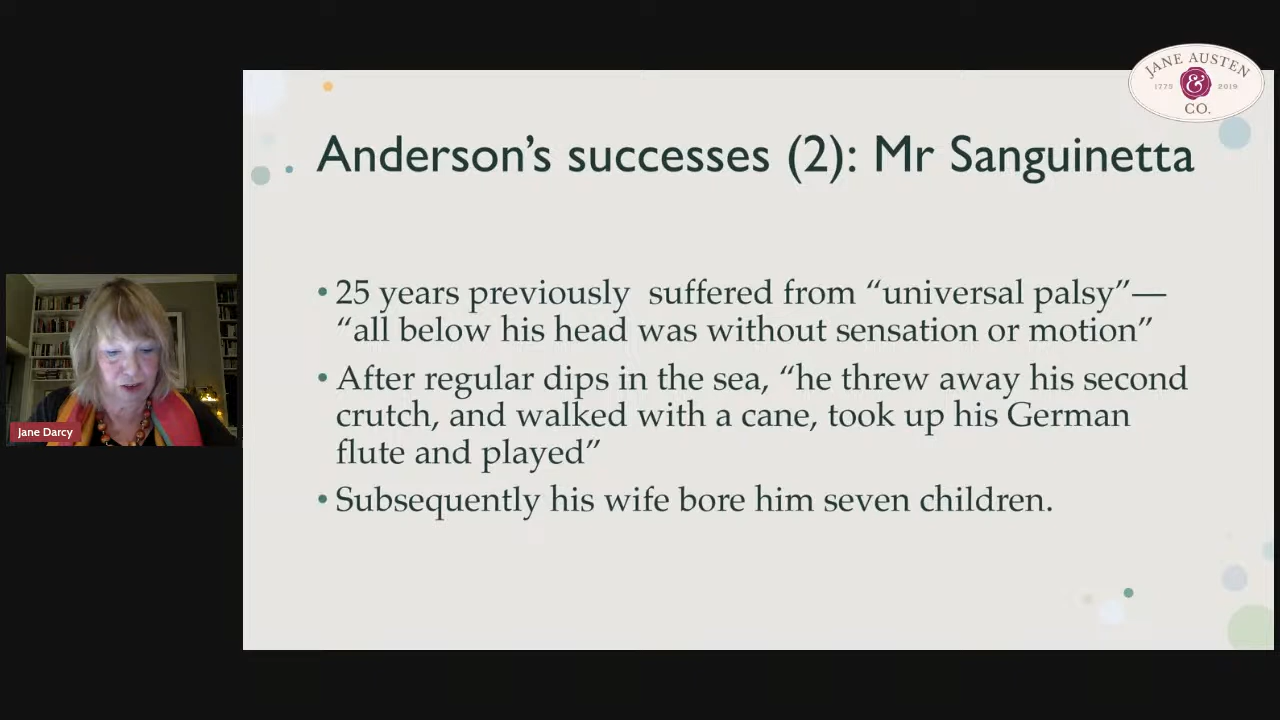 JANE AUSTEN
1775 & 2019
CO.
Anderson’s successes (2): Mr Sanguinetta
• 25 years previously  suffered from “universal palsy”—
“all below his head was without sensation or motion”
• After regular dips in the sea, “he threw away his second
crutch, and walked with a cane, took up his German
flute and played”
• Subsequently his wife bore him seven children.
Jane Darcy